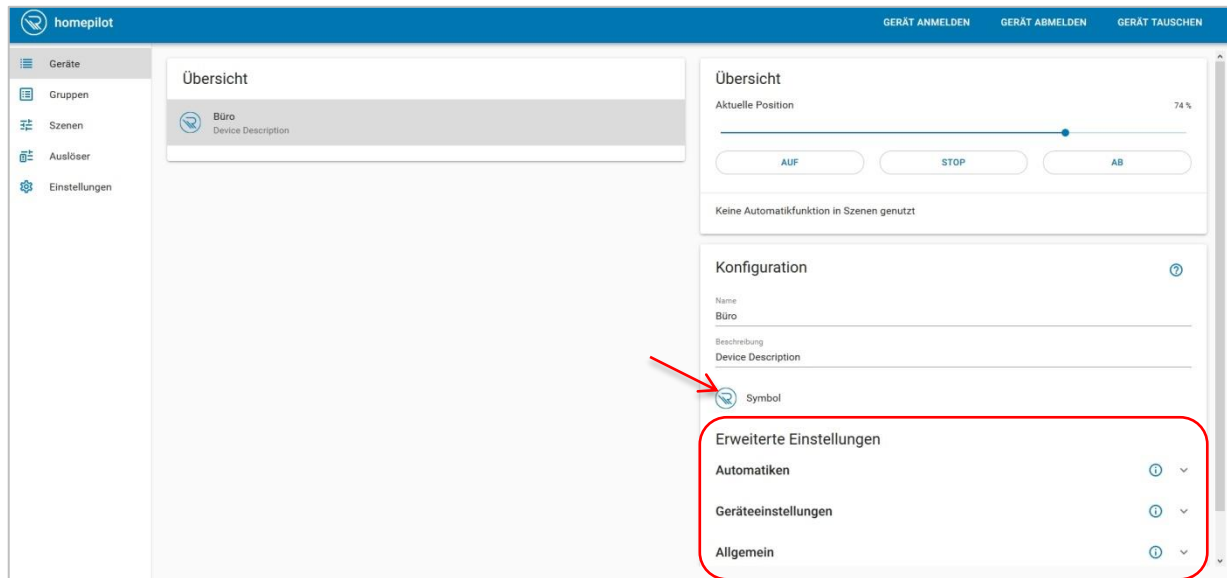 homepilot
GERÄT ANMELDEN GERÄT ABMELDEN GERÄT TAUSCHEN
Geräte
Gruppen
Szenen
Auslöser
Einstellungen
Übersicht
Büro
Device Description
Übersicht
Aktuelle Position 74 %
AUF STOP AB
Keine Automatikfunktion in Szenen genutzt
Konfiguration
Name
Büro
Beschreibung
Device Description
Symbol
Erweiterte Einstellungen
Automatiken
Geräteeinstellungen
Allgemein